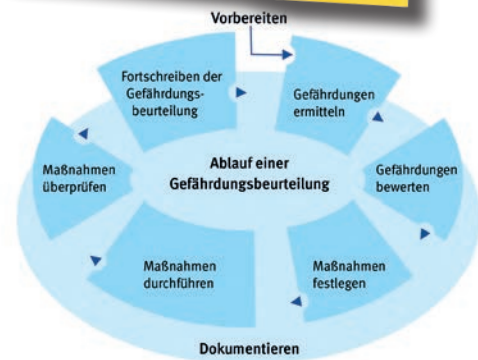 Vorbereiten
Gefährdungen
ermitteln
Gefährdungen
bewerten
Maßnahmen
festlegen
Maßnahmen
durchführen
Maßnahmen
überprüfen
Fortschreiben der
Gefährdungs-
beurteilung
Ablauf einer
Gefährdungsbeurteilung
Dokumentieren